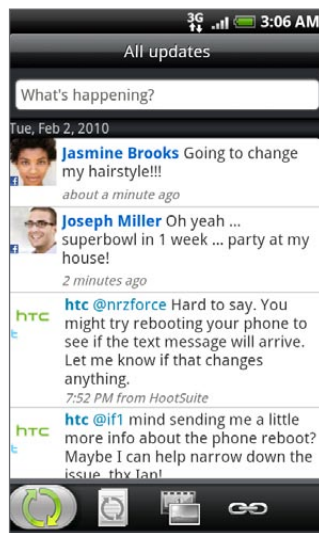 3G 3:06 AM
All updates
What's happening?
Tue, Feb 2, 2010
Jasmine Brooks Going to change
my hairstyle!!!
about a minute ago
Joseph Miller Oh yeah ...
superbowl in 1 week ... party at my
house!
2 minutes ago
htc @nrzforce Hard to say. You
might try rebooting your phone to
see if the text message will arrive.
Let me know if that changes
anything.
7:52 PM from HootSuite
htc @if1 mind sending me a little
more info about the phone reboot?
Maybe I can help narrow down the
issue. thx Ian!